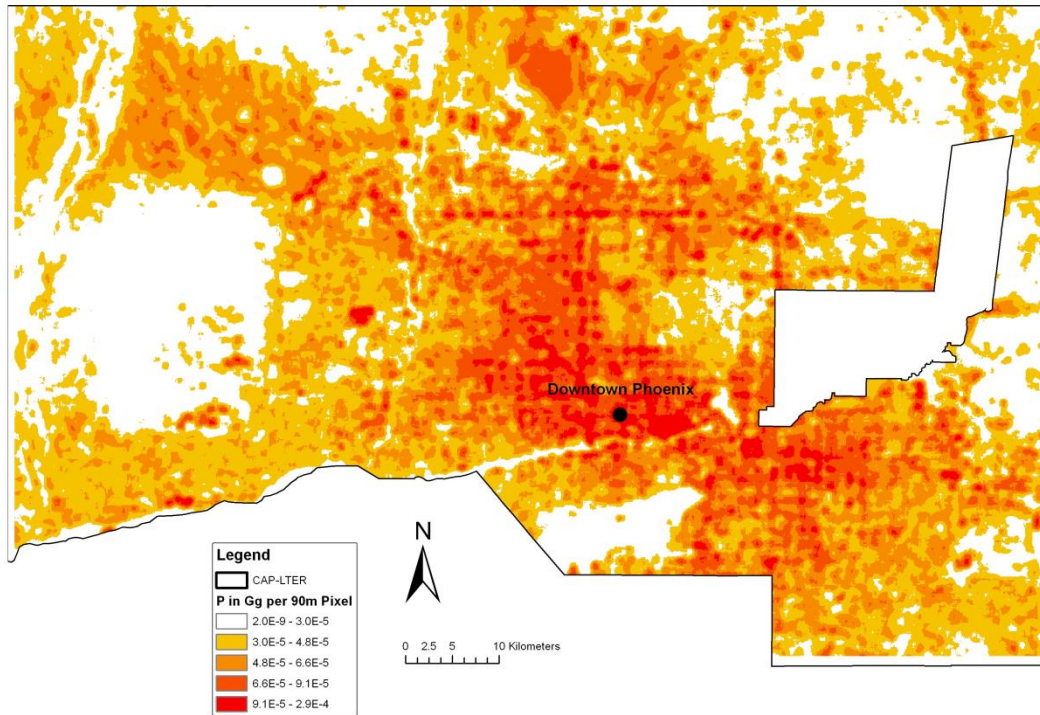 Downtown Phoenix
N
Legend
CAP-LTER
P in Gg per 90m Pixel
2.0E-9 - 3.0E-5
3.0E-5 - 4.8E-5
4.8E-5 - 6.6E-5
6.6E-5 - 9.1E-5
9.1E-5 - 2.9E-4
0 2.5 5 10 Kilometers